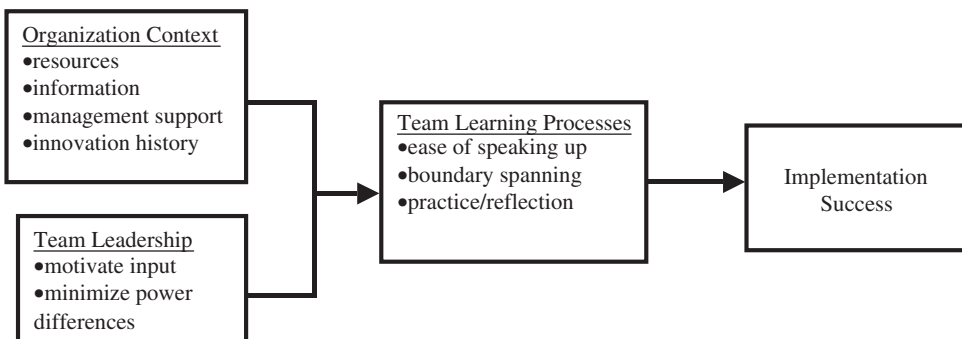 Organization Context
•resources
•information
•management support
•innovation history
Team Leadership
•motivate input
•minimize power
differences
Team Learning Processes
•ease of speaking up
•boundary spanning
•practice/reflection
Implementation
Success